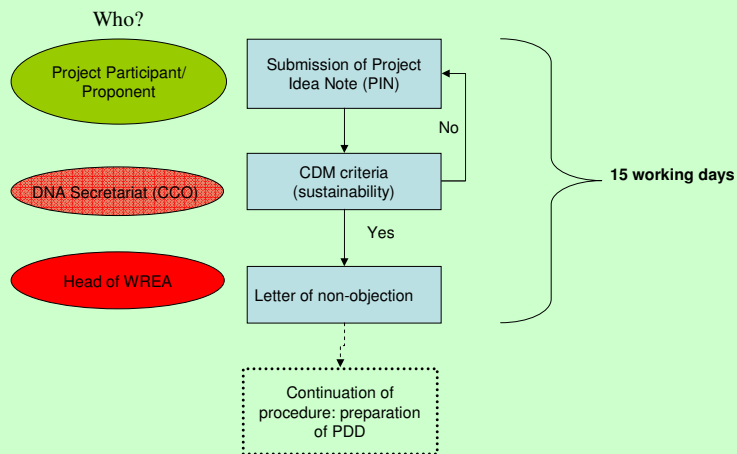 Who?
Project Participant/
Proponent
Submission of Project
Idea Note (PIN)
No
DNA Secretariat (CCO)
CDM criteria
(sustainability)
15 working days
Yes
Head of WREA
Letter of non-objection
Continuation of
procedure: preparation
of PDD